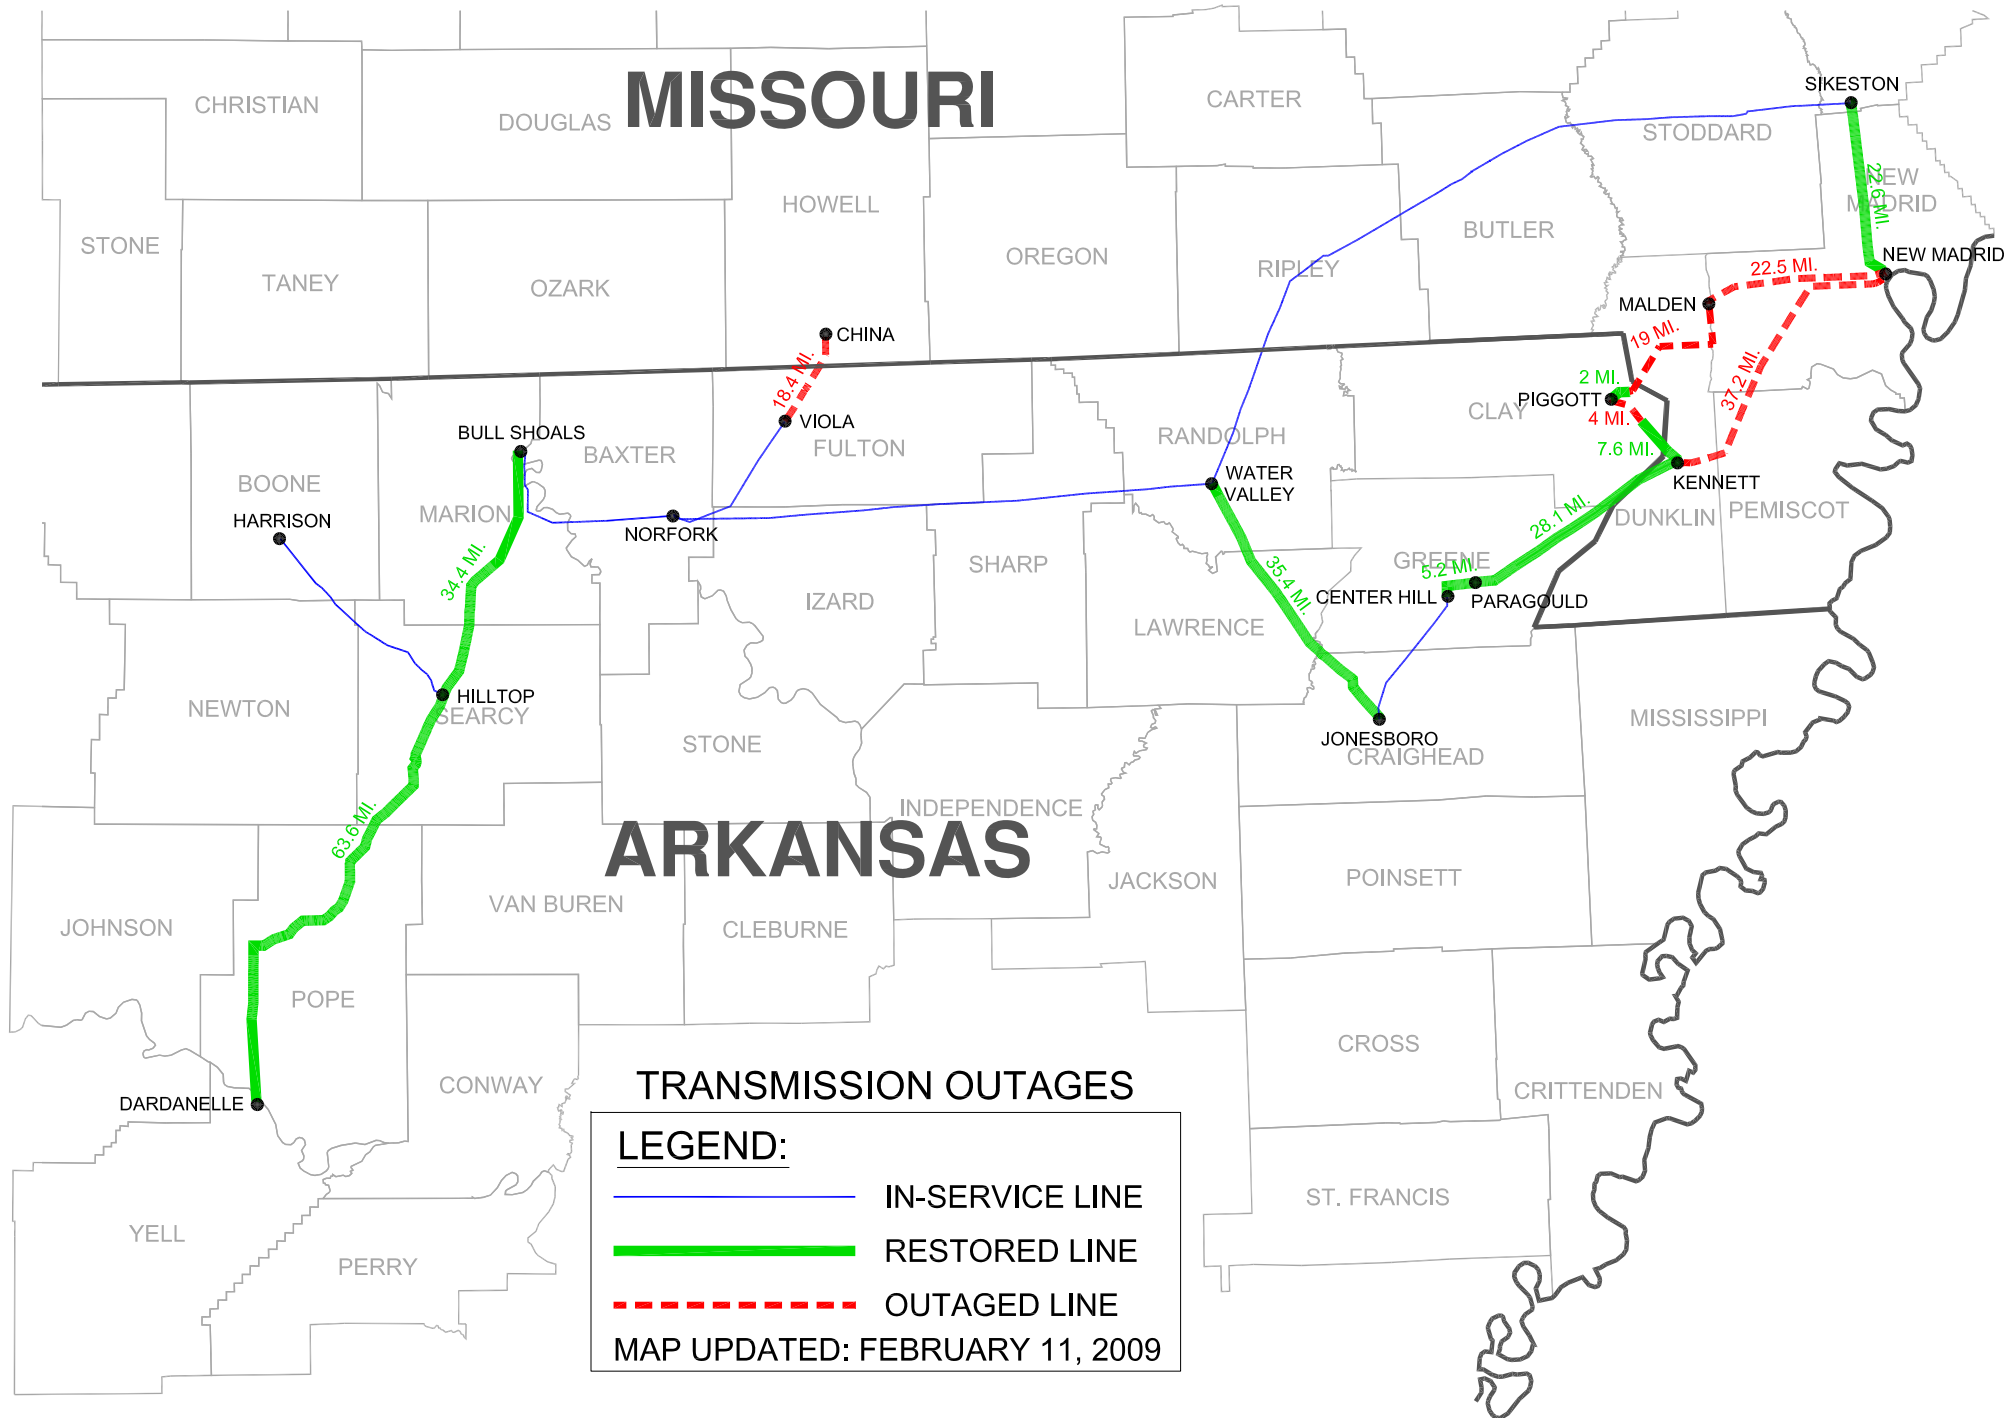 MISSOURI
CHRISTIAN
DOUGLAS
CARTER
SIKESTON
STODDARD
HOWELL
NEW
MADRID
22.6 MI.
STONE
TANEY
OZARK
OREGON
RIPLEY
BUTLER
NEW MADRID
22.5 MI.
MALDEN
CHINA
19 MI.
18.4 MI.
37.2 MI.
2 MI.
PIGGOTT
4 MI.
CLAY
VIOLA
BULL SHOALS
BAXTER
FULTON
RANDOLPH
7.6 MI.
BOONE
WATER
VALLEY
KENNETT
HARRISON
MARION
NORFORK
28.1 MI.
DUNKLIN
PEMISCOT
34.4 MI.
SHARP
GREENE
5.2 MI.
35.4 MI.
IZARD
CENTER HILL
PARAGOULD
LAWRENCE
HILLTOP
NEWTON
SEARCY
STONE
MISSISSIPPI
JONESBORO
CRAIGHEAD
INDEPENDENCE
63.6 MI.
ARKANSAS
JACKSON
POINSETT
VAN BUREN
JOHNSON
CLEBURNE
POPE
CROSS
CONWAY
CRITTENDEN
DARDANELLE
TRANSMISSION OUTAGES
LEGEND:
IN-SERVICE LINE
RESTORED LINE
OUTAGED LINE
MAP UPDATED: FEBRUARY 11, 2009
ST. FRANCIS
YELL
PERRY